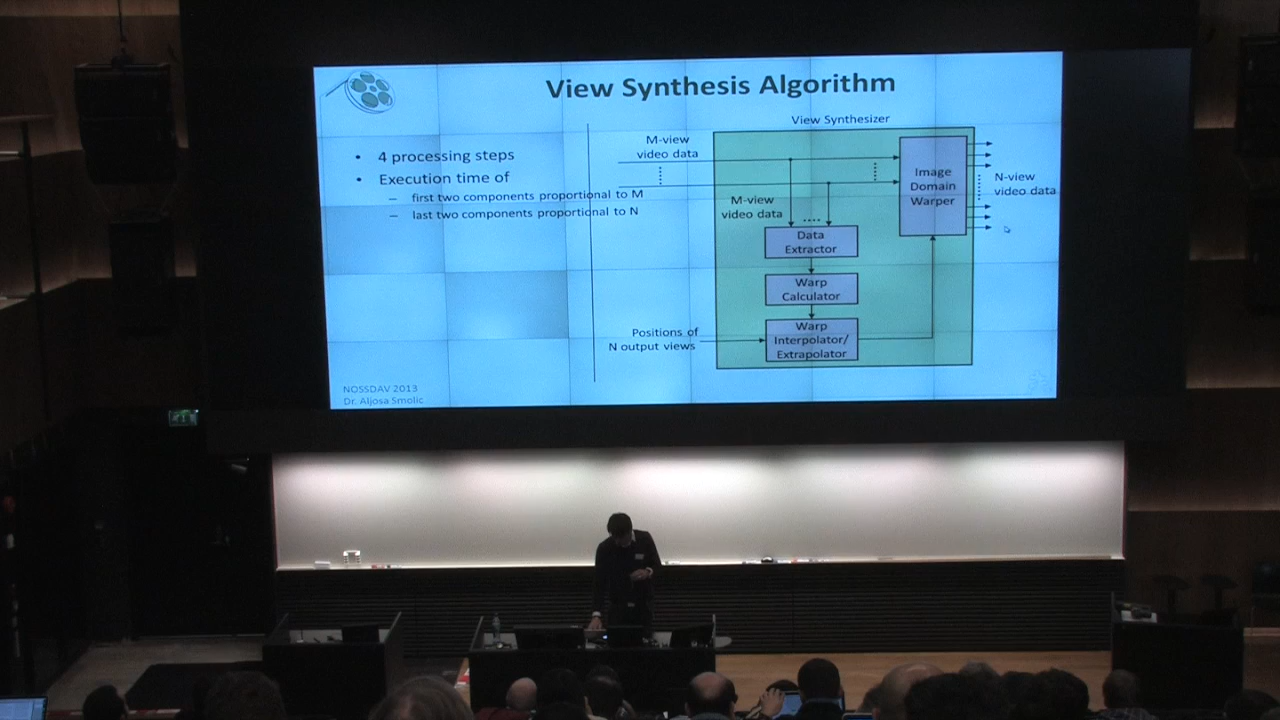 View Synthesis Algorithm
• 4 processing steps
• Execution time of
– first two components proportional to M
– last two components proportional to N
View Synthesizer
M-view
video data
M-view
video data
Image
Domain
Warper
N-view
video data
Data
Extractor
Warp
Calculator
Positions of
N output views
Warp
Interpolator/
Extrapolator
NOSSDAV 2013
Dr. Aljosa Smolic